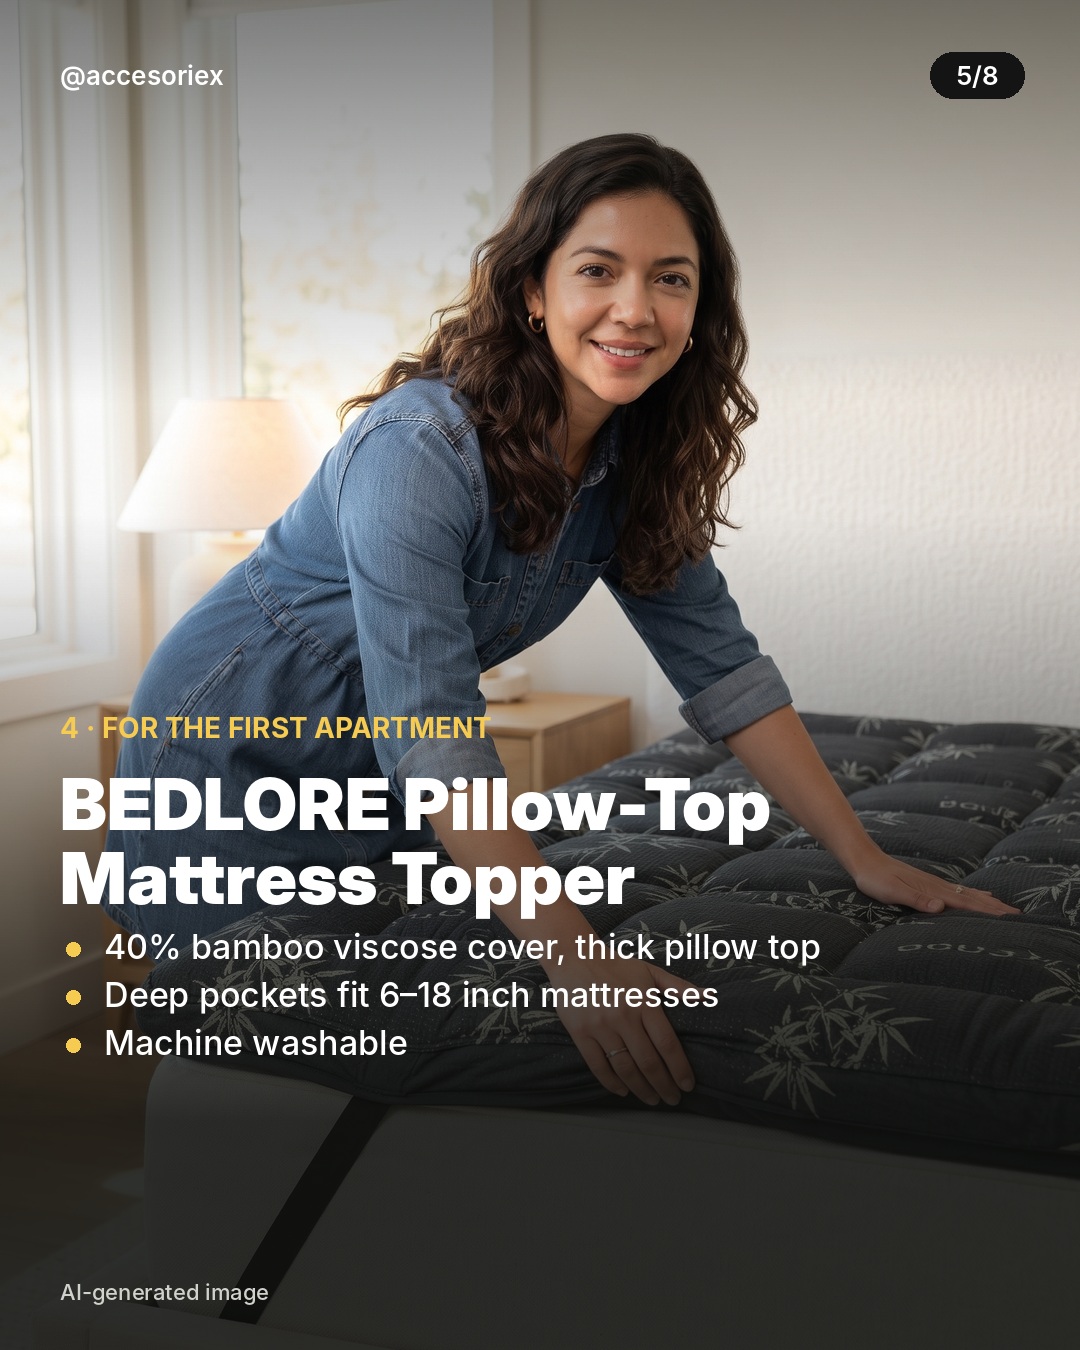 @accesoriex
5/8
4 · FOR THE FIRST APARTMENT
BEDLORE Pillow-Top
Mattress Topper
40% bamboo viscose cover, thick pillow top
Deep pockets fit 6–18 inch mattresses
Machine washable
AI-generated image